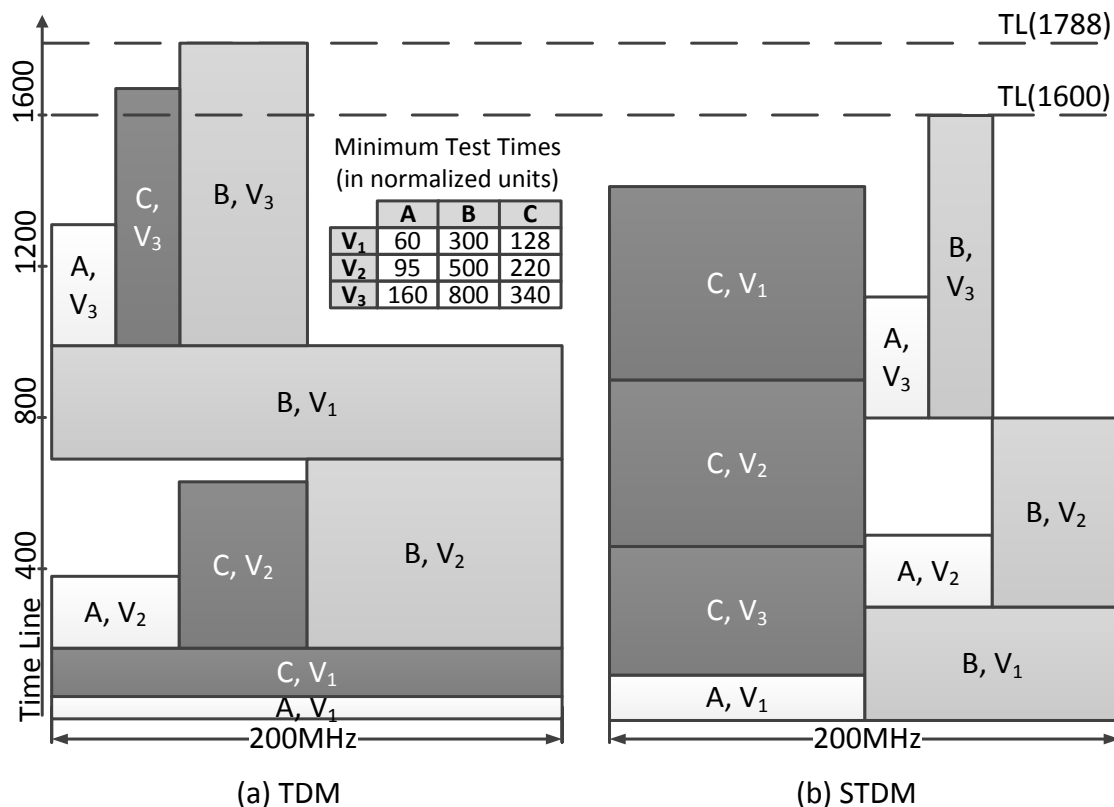 TL(1788)
TL(1600)
1600
1200
800
400
Time Line
C, V3
B, V3
A, V3
B, V1
A, V2
C, V2
B, V2
C, V1
A, V1
200MHz
(a) TDM
Minimum Test Times
(in normalized units)
A B C
V1 60 300 128
V2 95 500 220
V3 160 800 340
C, V1
B, V3
A, V3
C, V2
B, V2
A, V2
C, V3
B, V1
A, V1
200MHz
(b) STDM